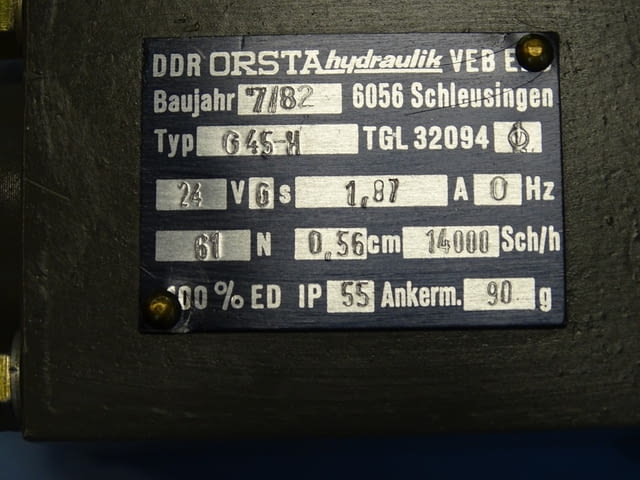 DDR ORSTA hydraulik VEB
Baujahr 7/82 6056 Schleusingen
Typ G45-H TGL 32094
24 V G s 1,87 A 0 Hz
61 N 0,56 cm 14000 Sch/h
100 % ED IP 55 Ankerm. 90 g